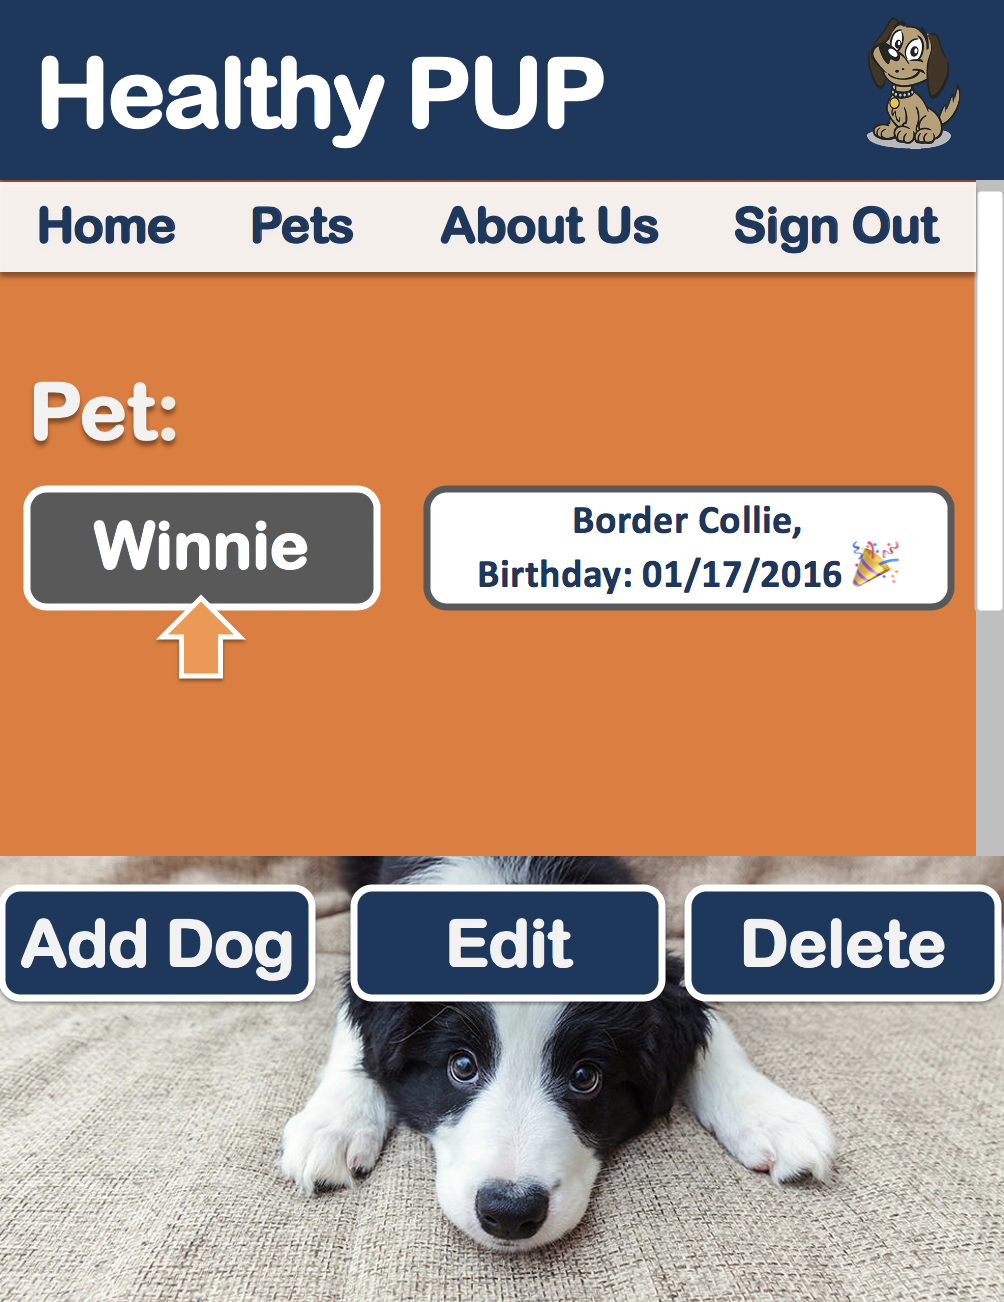 Healthy PUP
Home Pets About Us Sign Out
Pet:
Winnie
Border Collie,
Birthday: 01/17/2016 🎉
Add Dog Edit Delete